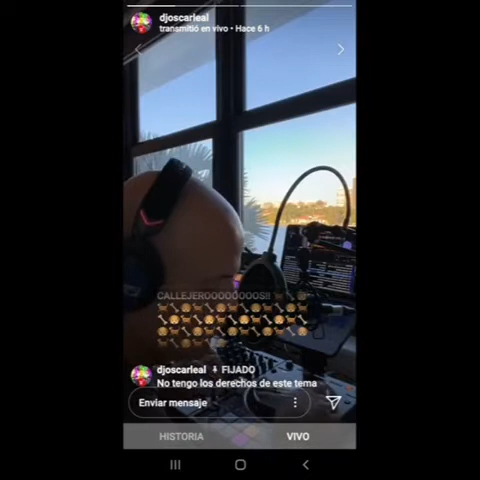 djoscarleal
transmitió en vivo • Hace 6 h
CALLEJEROOOOOOOOS!!
djoscarleal FIJADO
No tengo los derechos de este tema
Enviar mensaje
HISTORIA
VIVO